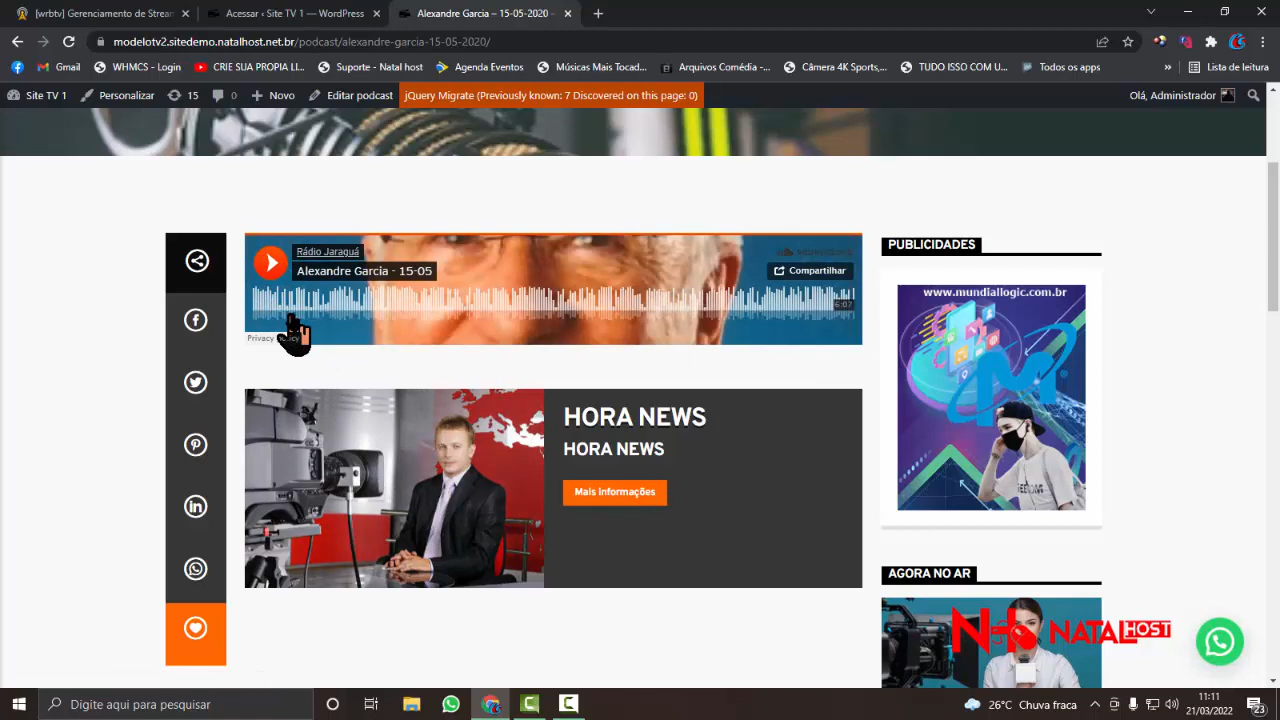 [wrbtv] Gerenciamento de Stream
Acessar ‹ Site TV 1 — WordPress
Alexandre Garcia – 15-05-2020 –
modelotv2.sitedemo.natalhost.net.br/podcast/alexandre-garcia-15-05-2020/
Gmail
WHMCS - Login
CRIE SUA PROPIA LI...
Suporte - Natal host
Agenda Eventos
Músicas Mais Tocad...
Arquivos Comédia -...
Câmera 4K Sports,...
TUDO ISSO COM U...
Todos os apps
»
Lista de leitura
Site TV 1
Personalizar
15
0
Novo
Editar podcast
jQuery Migrate (Previously known: 7 Discovered on this page: 0)
Olá, Administrador
Rádio Jaraguá
Alexandre Garcia - 15-05
Compartilhar
6:07
Privacy
PUBLICIDADES
www.mundiallogic.com.br
HORA NEWS
HORA NEWS
Mais informações
AGORA NO AR
NATALHOST
Digite aqui para pesquisar
26°C Chuva fraca
11:11
21/03/2022
23